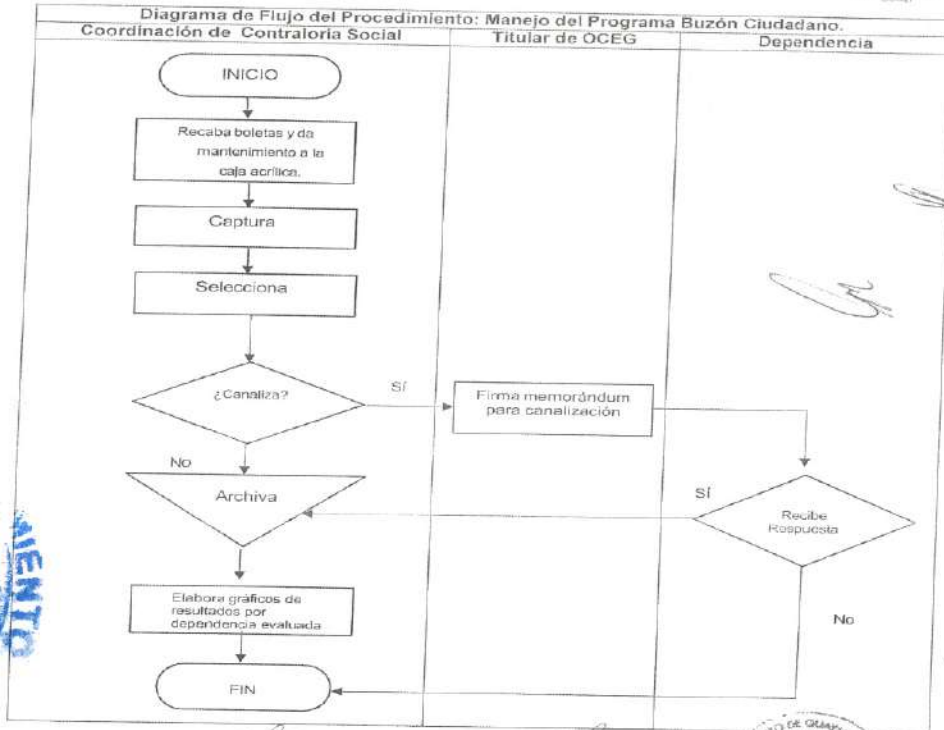 Diagrama de Flujo del Procedimiento: Manejo del Programa Buzón Ciudadano.
Coordinación de Contraloria Social
Titular de OCEG
Dependencia
INICIO
Recaba boletas y da
mantenimiento a la
caja acrílica.
Captura
Selecciona
¿Canaliza?
Sí
Firma memorándum
para canalización
No
Archiva
Sí
Recibe
Respuesta
Elabora gráficos de
resultados por
dependencia evaluada
No
FIN
MIENTO